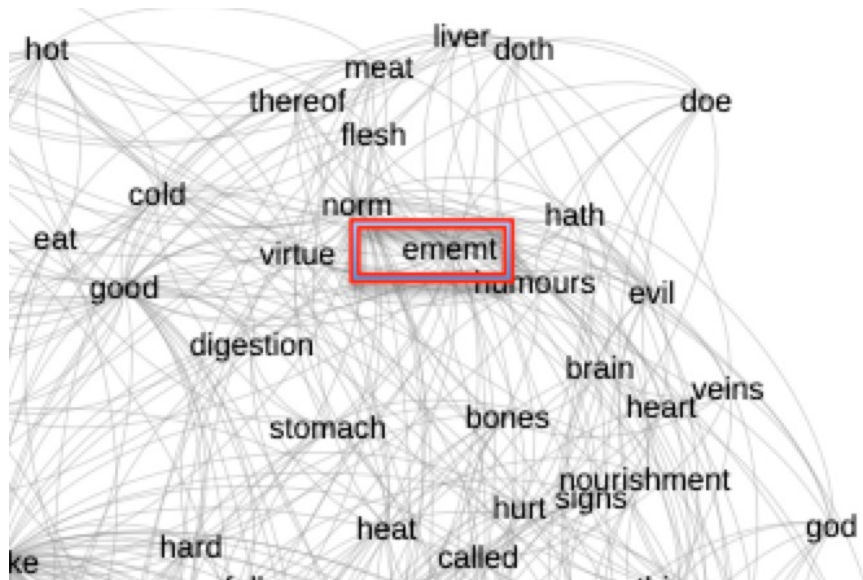 liver
hot
doth
meat
thereof
doe
flesh
cold
norm
hath
eat
virtue
ememt
good
humours
evil
digestion
brain
veins
heart
bones
stomach
nourishment
signs
hurt
god
heat
hard
called
ke